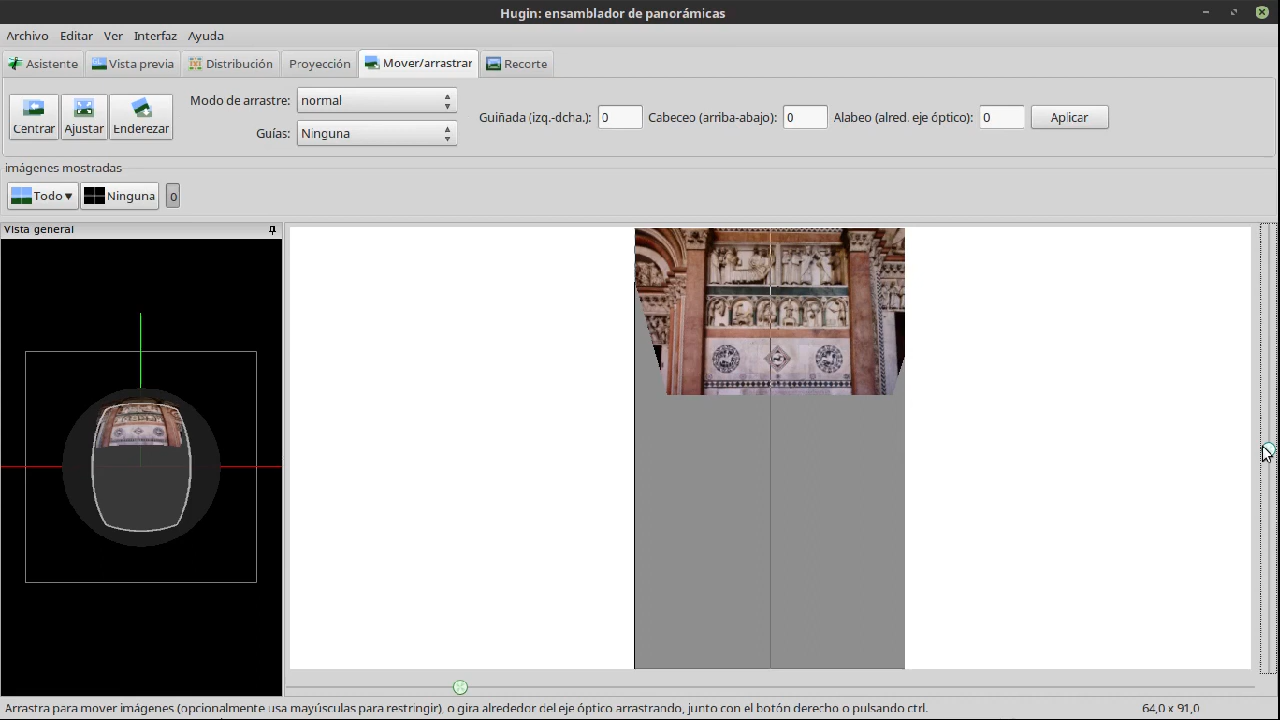 Hugin: ensamblador de panorámicas
Archivo Editar Ver Interfaz Ayuda
Asistente Vista previa Distribución Proyección Mover/arrastrar Recorte
Centrar Ajustar Enderezar
Modo de arrastre: normal
Guías: Ninguna
Guiñada (izq.-dcha.): 0 Cabeceo (arriba-abajo): 0 Alabeo (alred. eje óptico): 0 Aplicar
imágenes mostradas
Todo Ninguna 0
Vista general
Arrastra para mover imágenes (opcionalmente usa mayúsculas para restringir), o gira alrededor del eje óptico arrastrando, junto con el botón derecho o pulsando ctrl.
64,0 x 91,0